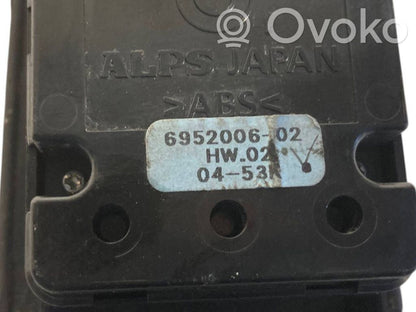 Ovoko
ALPS JAPAN
>ABS<
6952006-02
HW.02
04-53K